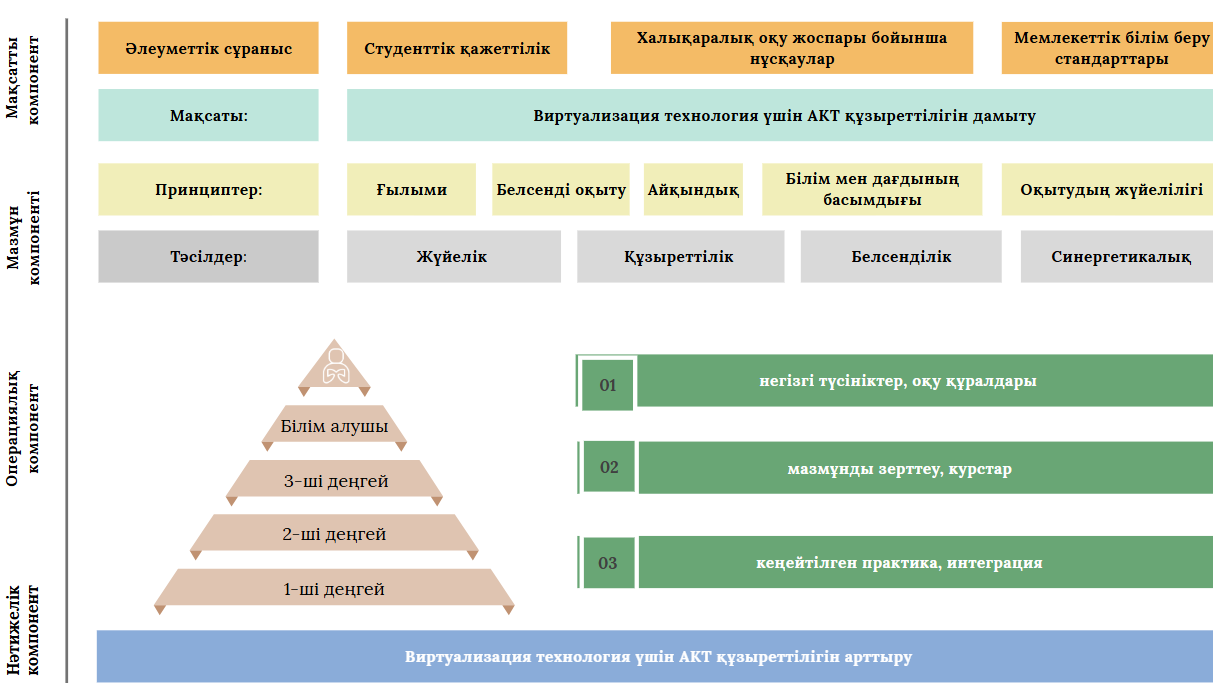 Мақсатты
компонент
Әлеуметтік сұраныс
Студенттік қажеттілік
Халықаралық оқу жоспары бойынша
нұсқаулар
Мемлекеттік білім беру
стандарттары
Мақсаты:
Виртуализация технология үшін АКТ құзыреттілігін дамыту
Мазмұн
компоненті
Принциптер:
Ғылыми
Белсенді оқыту
Айқындық
Білім мен дағдының
басымдығы
Оқытудың жүйелілігі
Тәсілдер:
Жүйелік
Құзыреттілік
Белсенділік
Синергетикалық
Операциялық
компонент
Білім алушы
3-ші деңгей
2-ші деңгей
1-ші деңгей
01
негізгі түсініктер, оқу құралдары
02
мазмұнды зерттеу, курстар
03
кеңейтілген практика, интеграция
Нәтижелік
компонент
Виртуализация технология үшін АКТ құзыреттілігін арттыру